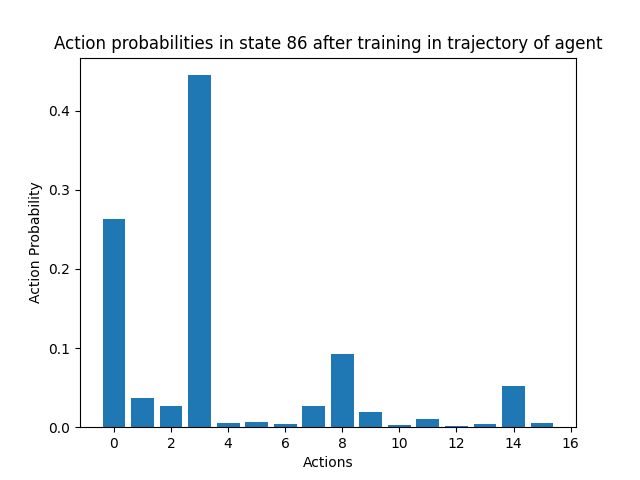 Action probabilities in state 86 after training in trajectory of agent
Action Probability
0.4
0.3
0.2
0.1
0.0
0 2 4 6 8 10 12 14 16
Actions